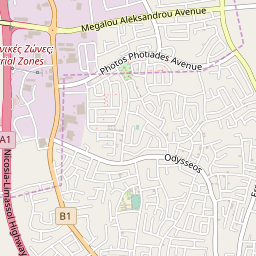 Megalou Aleksandrou Avenue
νικές Ζώνες;
rial Zones
Photos Photiades Avenue
A1
Odysseos
Nicosia-Limassol Highway
B1